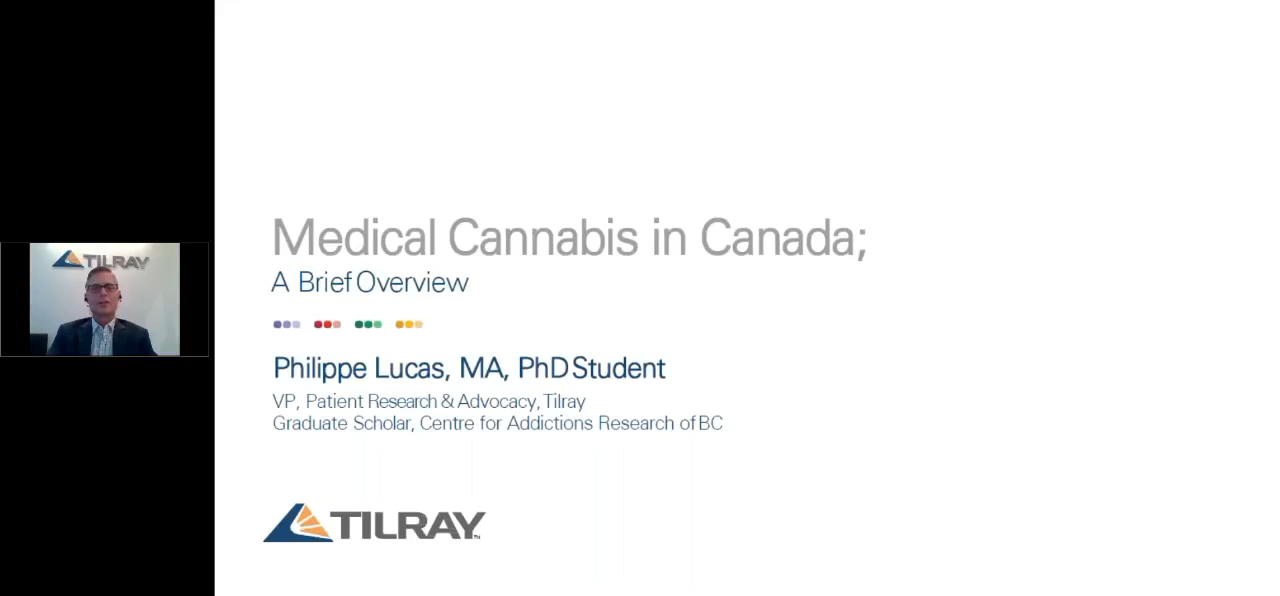 TILRAY
Medical Cannabis in Canada;
A Brief Overview
Philippe Lucas, MA, PhD Student
VP, Patient Research & Advocacy, Tilray
Graduate Scholar, Centre for Addictions Research of BC
TILRAY™